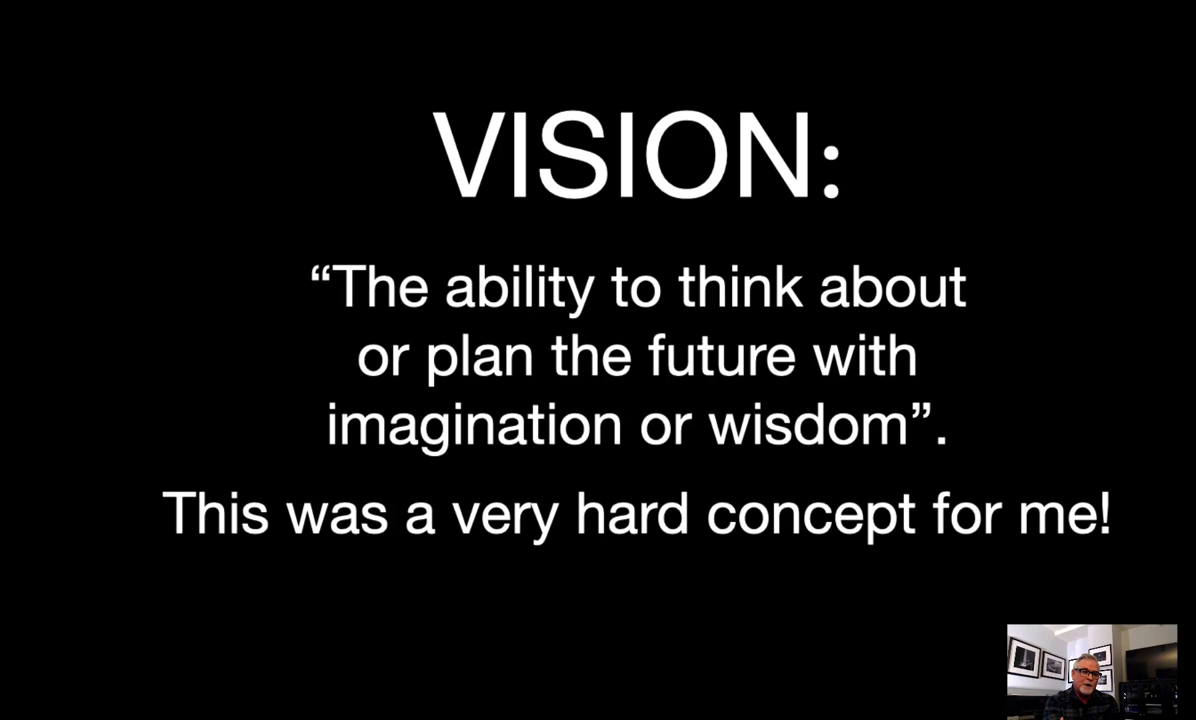 VISION:
“The ability to think about
or plan the future with
imagination or wisdom”.
This was a very hard concept for me!